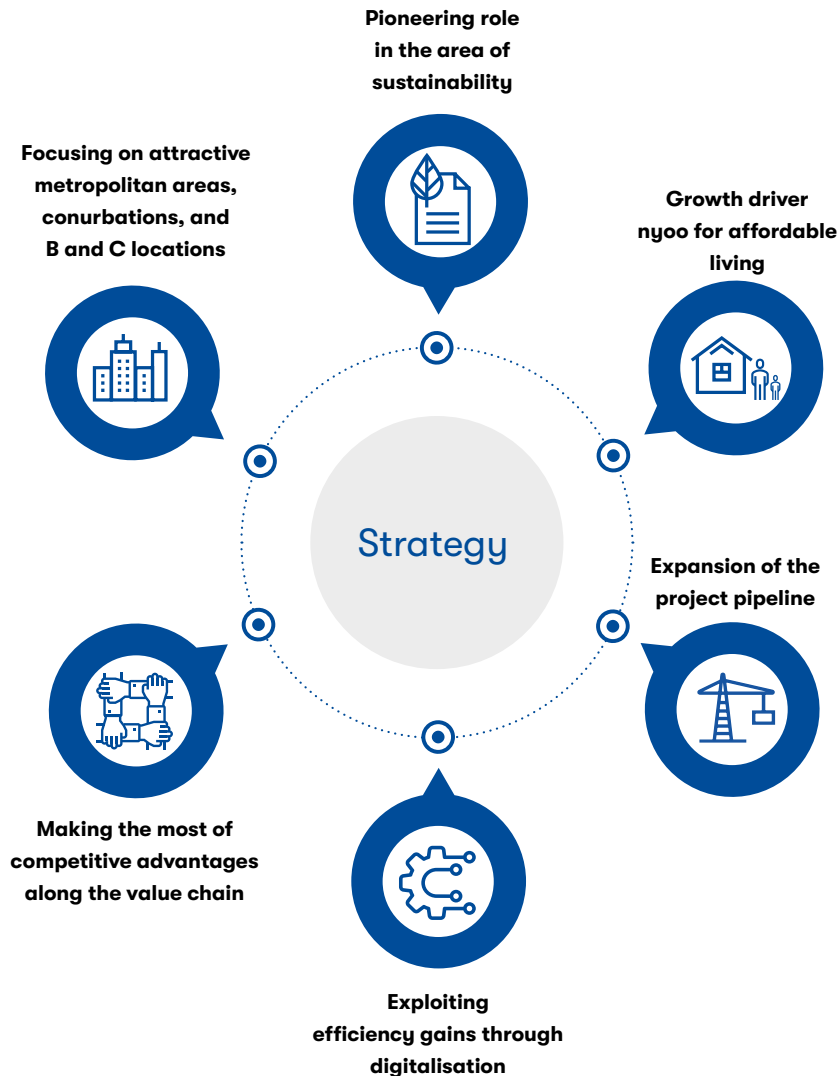 Pioneering role
in the area of
sustainability
Focusing on attractive
metropolitan areas,
conurbations, and
B and C locations
Growth driver
nyoo for affordable
living
Strategy
Expansion of the
project pipeline
Making the most of
competitive advantages
along the value chain
Exploiting
efficiency gains through
digitalisation